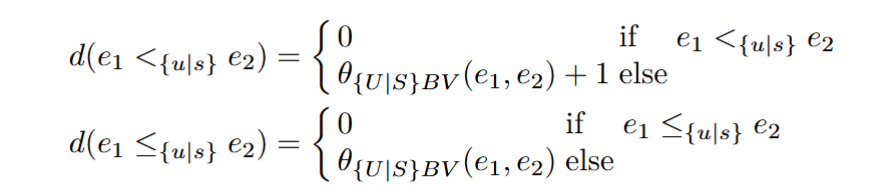 d(e₁ <_{u|s} e₂) = { 0 if e₁ <_{u|s} e₂
θ_{U|S}BV(e₁, e₂) + 1 else
d(e₁ ≤_{u|s} e₂) = { 0 if e₁ ≤_{u|s} e₂
θ_{U|S}BV(e₁, e₂) else